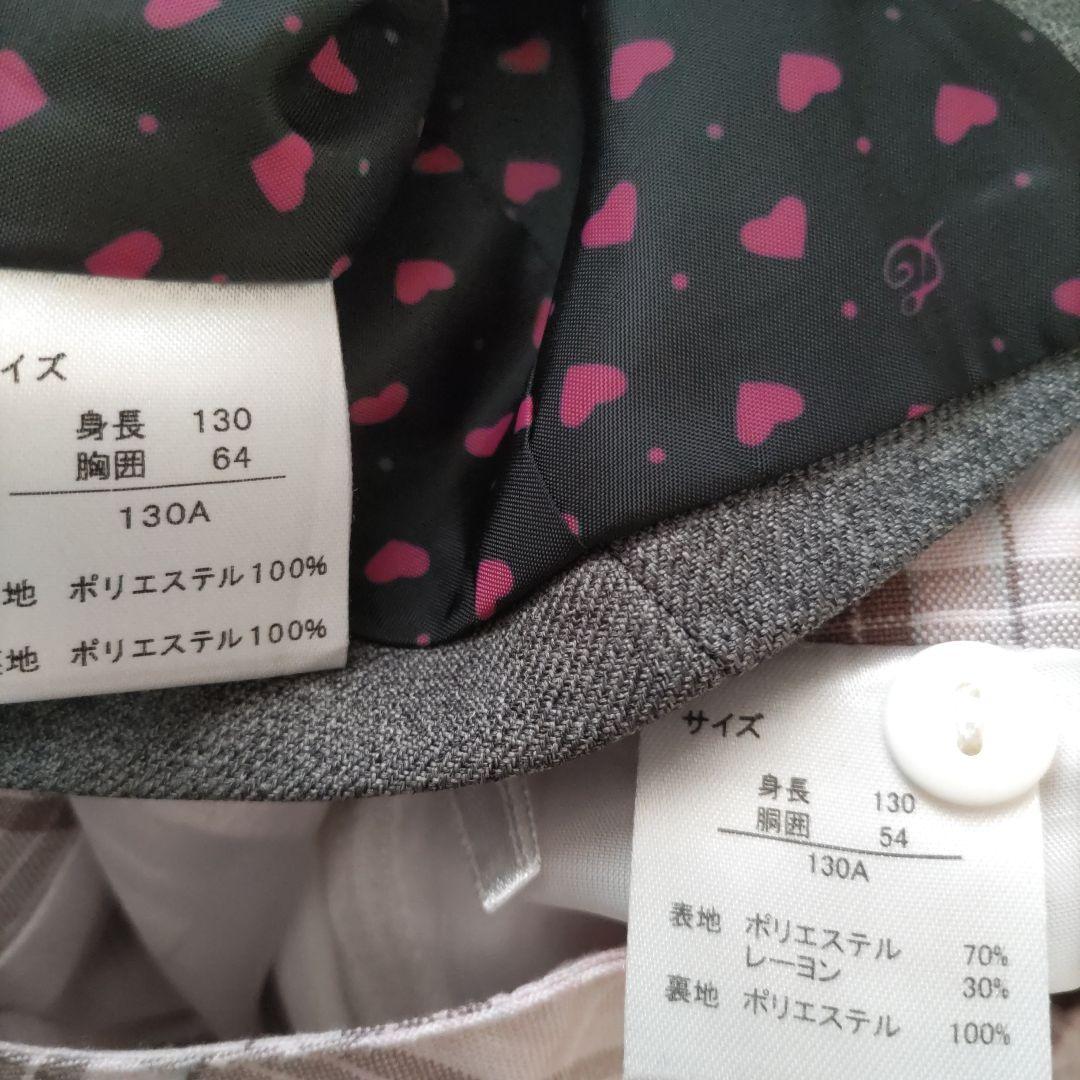 イズ
身長 130
胸囲 64
130A
地 ポリエステル100%
裏地 ポリエステル100%
サイズ
身長 130
胴囲 54
130A
表地 ポリエステル 70%
レーヨン 30%
裏地 ポリエステル 100%